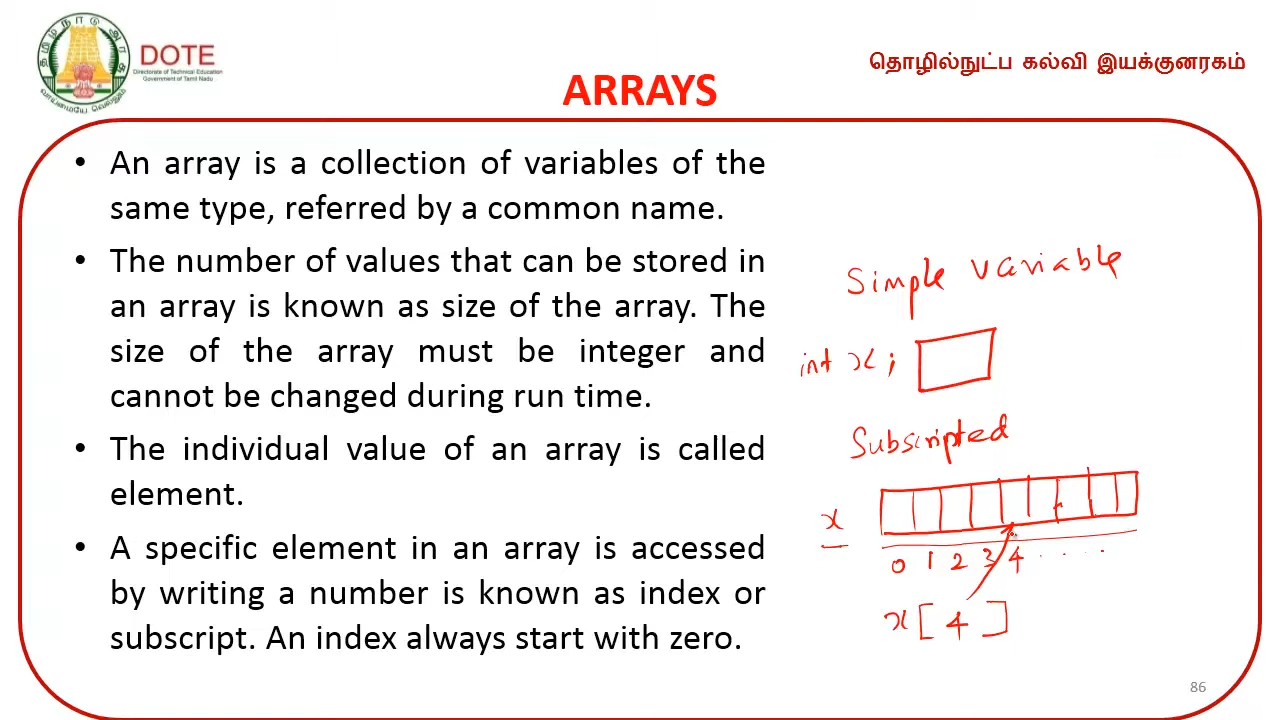 தமிழ்நாடு அரசு
வாய்மையே வெல்லும்
DOTE
Directorate of Technical Education
Government of Tamil Nadu
தொழில்நுட்ப கல்வி இயக்குனரகம்
ARRAYS
• An array is a collection of variables of the
same type, referred by a common name.
• The number of values that can be stored in
an array is known as size of the array. The
size of the array must be integer and
cannot be changed during run time.
• The individual value of an array is called
element.
• A specific element in an array is accessed
by writing a number is known as index or
subscript. An index always start with zero.
Simple variable
int x;
Subscripted
x
0 1 2 3 4 . . . . .
x[4]
86